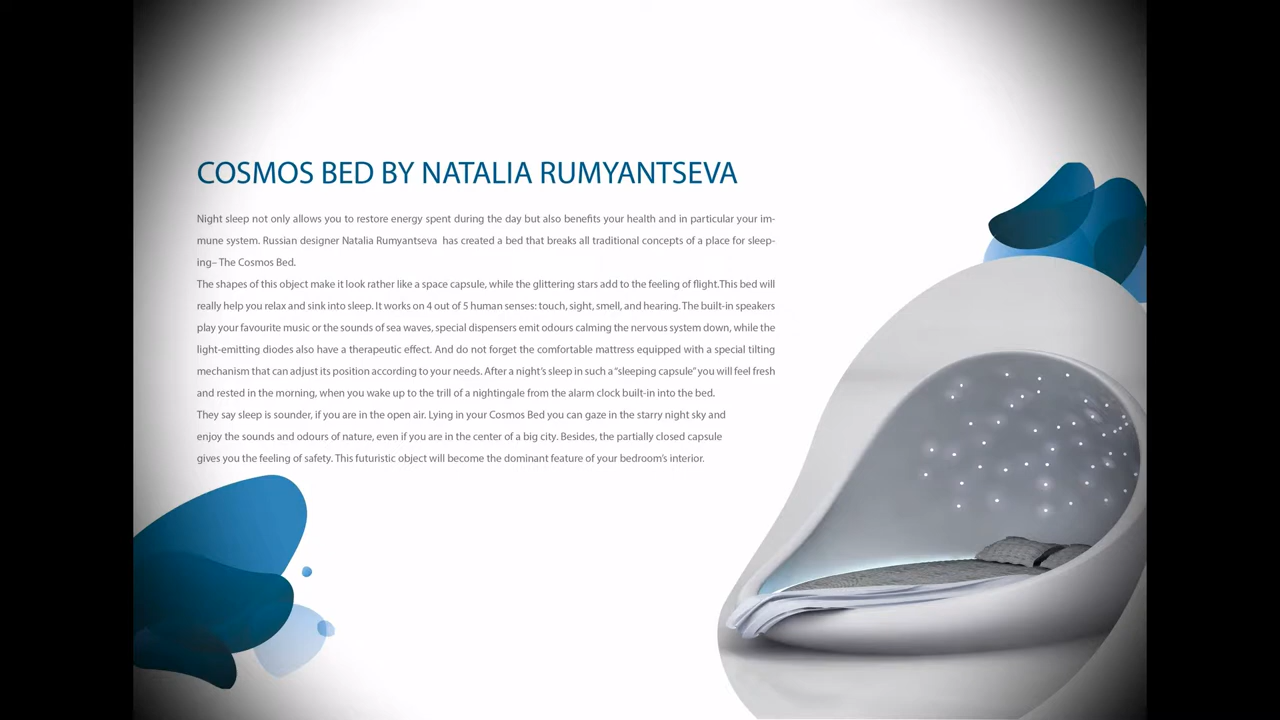 COSMOS BED BY NATALIA RUMYANTSEVA
Night sleep not only allows you to restore energy spent during the day but also benefits your health and in particular your im-
mune system. Russian designer Natalia Rumyantseva has created a bed that breaks all traditional concepts of a place for sleep-
ing– The Cosmos Bed.
The shapes of this object make it look rather like a space capsule, while the glittering stars add to the feeling of flight.This bed will
really help you relax and sink into sleep. It works on 4 out of 5 human senses: touch, sight, smell, and hearing. The built-in speakers
play your favourite music or the sounds of sea waves, special dispensers emit odours calming the nervous system down, while the
light-emitting diodes also have a therapeutic effect. And do not forget the comfortable mattress equipped with a special tilting
mechanism that can adjust its position according to your needs. After a night's sleep in such a “sleeping capsule” you will feel fresh
and rested in the morning, when you wake up to the trill of a nightingale from the alarm clock built-in into the bed.
They say sleep is sounder, if you are in the open air. Lying in your Cosmos Bed you can gaze in the starry night sky and
enjoy the sounds and odours of nature, even if you are in the center of a big city. Besides, the partially closed capsule
gives you the feeling of safety. This futuristic object will become the dominant feature of your bedroom's interior.